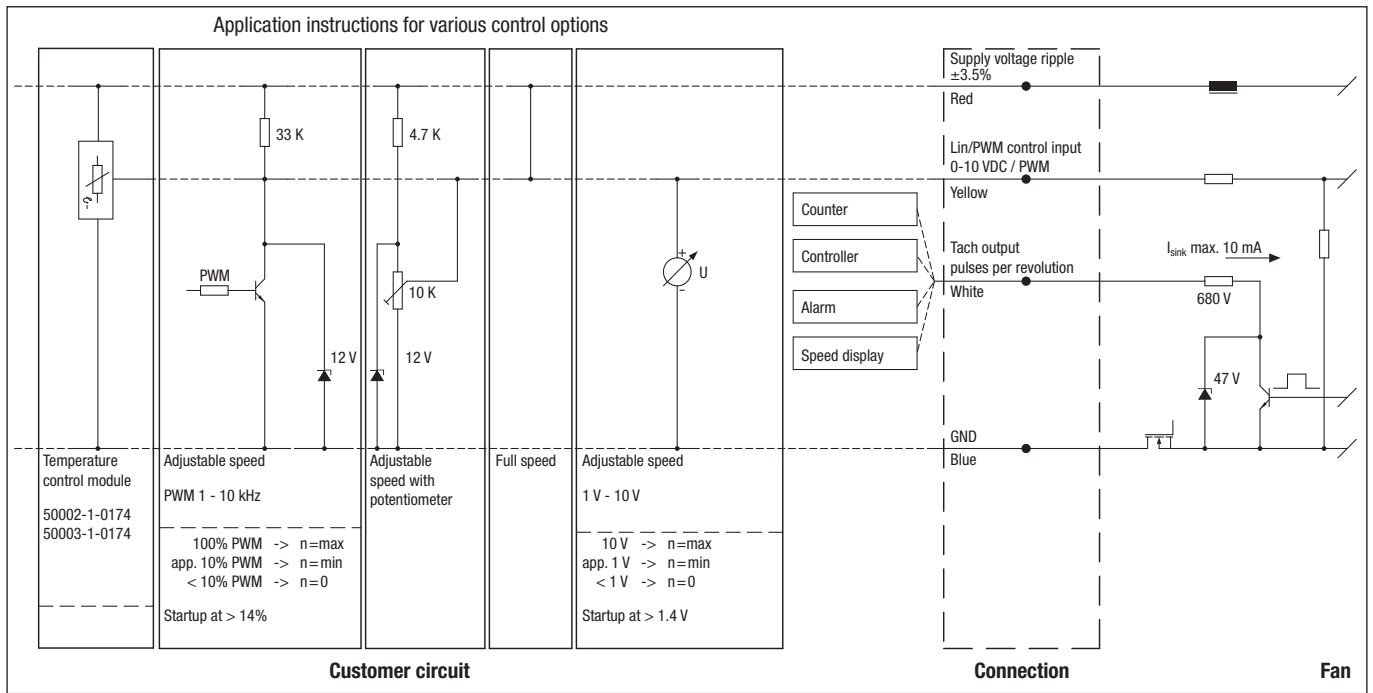 Application instructions for various control options
33 K
PWM
12 V
4.7 K
10 K
12 V
U
+
-
Counter
Controller
Alarm
Speed display
Supply voltage ripple
±3.5%
Red
Lin/PWM control input
0-10 VDC / PWM
Yellow
Tach output
pulses per revolution
White
GND
Blue
Isink max. 10 mA
680 V
47 V
Temperature
control module
50002-1-0174
50003-1-0174
Adjustable speed
PWM 1 - 10 kHz
100% PWM -> n=max
app. 10% PWM -> n=min
< 10% PWM -> n=0
Startup at > 14%
Adjustable
speed with
potentiometer
Full speed
Adjustable speed
1 V - 10 V
10 V -> n=max
app. 1 V -> n=min
< 1 V -> n=0
Startup at > 1.4 V
Customer circuit
Connection
Fan